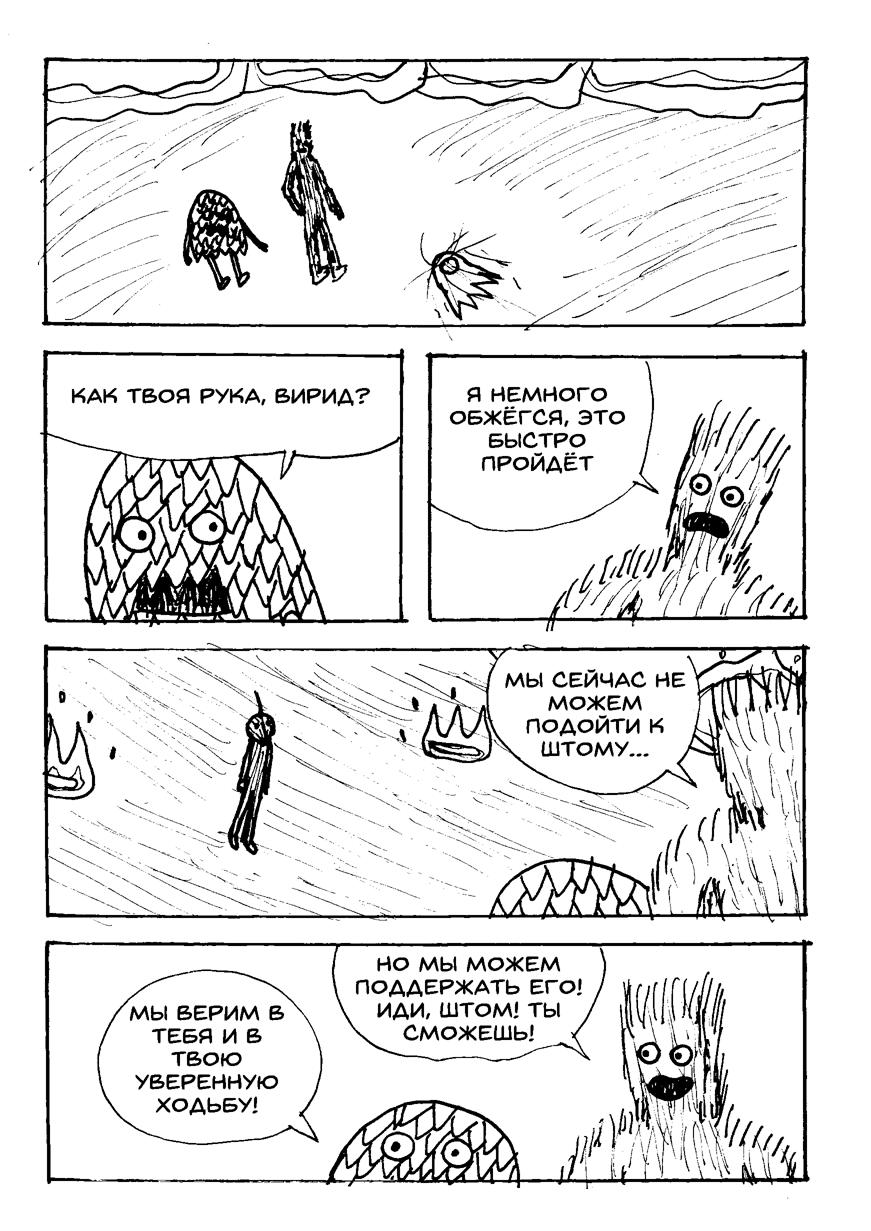 КАК ТВОЯ РУКА, ВИРИД?
Я НЕМНОГО
ОБЖЁГСЯ, ЭТО
БЫСТРО
ПРОЙДЁТ
МЫ СЕЙЧАС НЕ
МОЖЕМ
ПОДОЙТИ К
ШТОМУ...
НО МЫ МОЖЕМ
ПОДДЕРЖАТЬ ЕГО!
ИДИ, ШТОМ! ТЫ
СМОЖЕШЬ!
МЫ ВЕРИМ В
ТЕБЯ И В
ТВОЮ
УВЕРЕННУЮ
ХОДЬБУ!